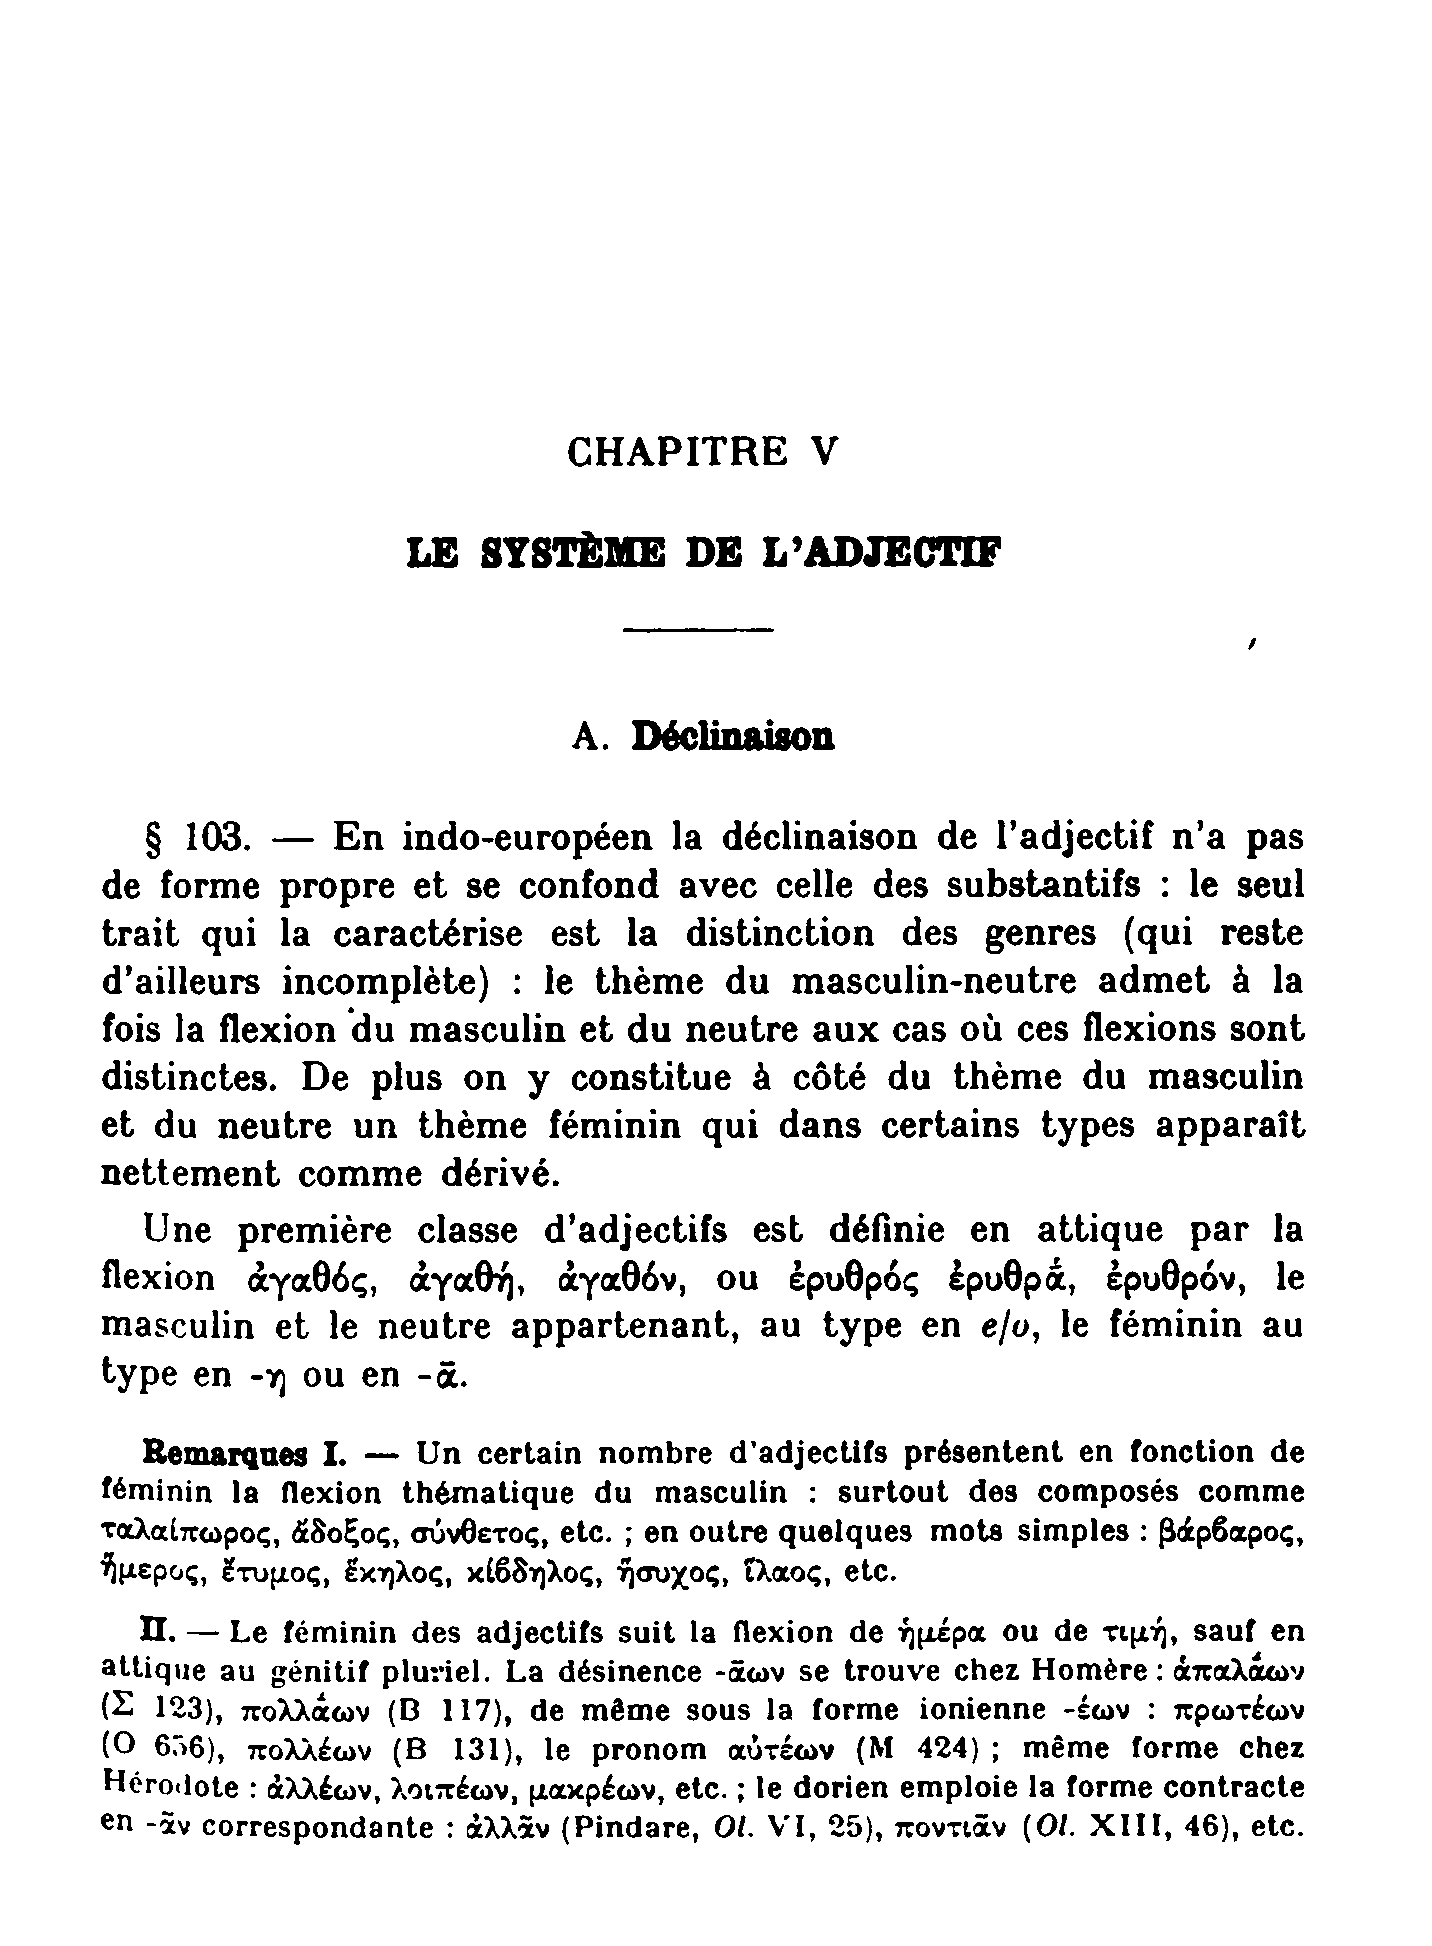 CHAPITRE V
LE SYSTÈME DE L'ADJECTIF
A. Déclinaison
§ 103. — En indo-européen la déclinaison de l'adjectif n'a pas
de forme propre et se confond avec celle des substantifs : le seul
trait qui la caractérise est la distinction des genres (qui reste
d'ailleurs incomplète) : le thème du masculin-neutre admet à la
fois la flexion du masculin et du neutre aux cas où ces flexions sont
distinctes. De plus on y constitue à côté du thème du masculin
et du neutre un thème féminin qui dans certains types apparaît
nettement comme dérivé.
Une première classe d'adjectifs est définie en attique par la
flexion ἀγαθός, ἀγαθή, ἀγαθόν, ou ἐρυθρός ἐρυθρᾱ́, ἐρυθρόν, le
masculin et le neutre appartenant, au type en e/o, le féminin au
type en -η ou en -ᾱ.
Remarques I. — Un certain nombre d'adjectifs présentent en fonction de
féminin la flexion thématique du masculin : surtout des composés comme
ταλαίπωρος, ἄδοξος, σύνθετος, etc. ; en outre quelques mots simples : βάρϐαρος,
ἥμερος, ἔτυμος, ἕκηλος, κίϐδηλος, ἥσυχος, ἵλαος, etc.
II. — Le féminin des adjectifs suit la flexion de ἡμέρα ou de τιμή, sauf en
attique au génitif pluriel. La désinence -ᾱων se trouve chez Homère : ἁπαλᾱ́ων
(Σ 123), πολλᾱ́ων (B 117), de même sous la forme ionienne -έων : πρωτέων
(O 656), πολλέων (B 131), le pronom αὐτέων (M 424) ; même forme chez
Hérodote : ἀλλέων, λοιπέων, μακρέων, etc. ; le dorien emploie la forme contracte
en -ᾶν correspondante : ἀλλᾶν (Pindare, Ol. VI, 25), ποντιᾶν (Ol. XIII, 46), etc.